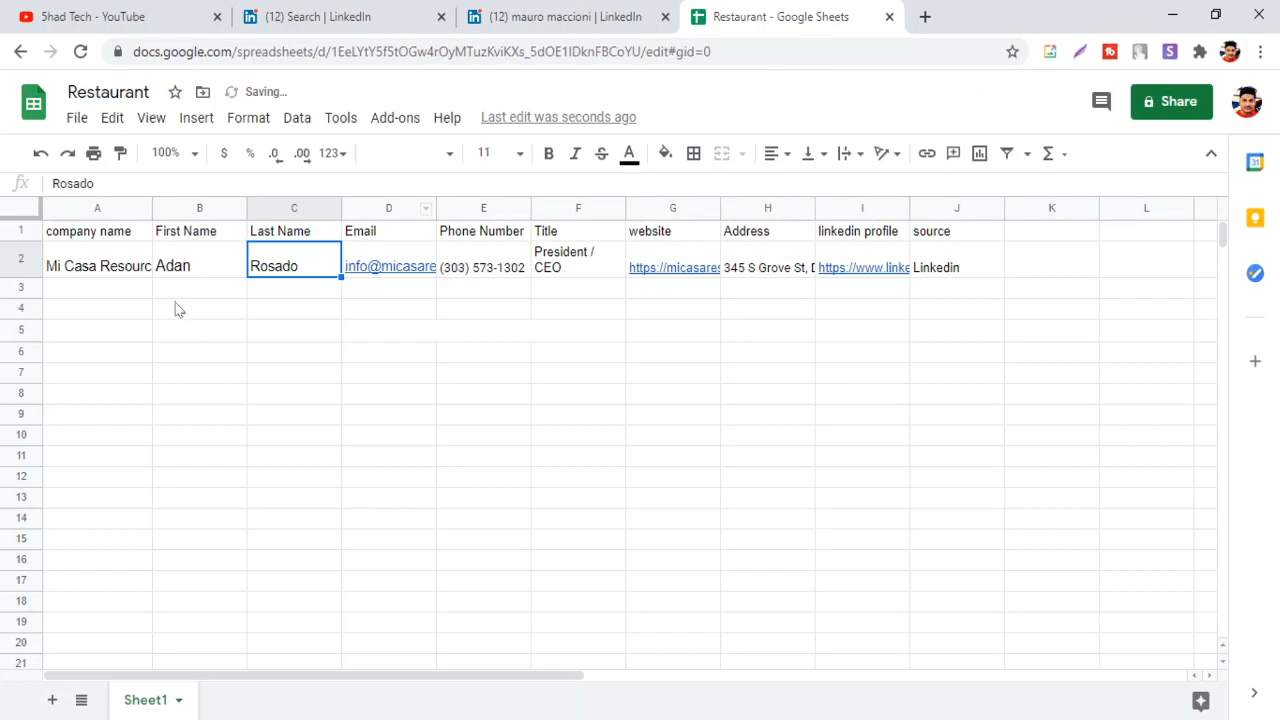 5had Tech - YouTube
(12) Search | LinkedIn
(12) mauro maccioni | LinkedIn
Restaurant - Google Sheets
docs.google.com/spreadsheets/d/1EeLYtY5f5tOGw4rOyMTuzKviKXs_5dOE1IDknFBCoYU/edit#gid=0
Restaurant
Saving...
File Edit View Insert Format Data Tools Add-ons Help Last edit was seconds ago
Share
100% $ % .0 .00 123 11 B I S A
fx Rosado
A B C D E F G H I J K L
1 company name First Name Last Name Email Phone Number Title website Address linkedin profile source
2 Mi Casa Resourc Adan Rosado info@micasare (303) 573-1302 President / CEO https://micasares 345 S Grove St, D https://www.linke Linkedin
3
4
5
6
7
8
9
10
11
12
13
14
15
16
17
18
19
20
21
Sheet1
31